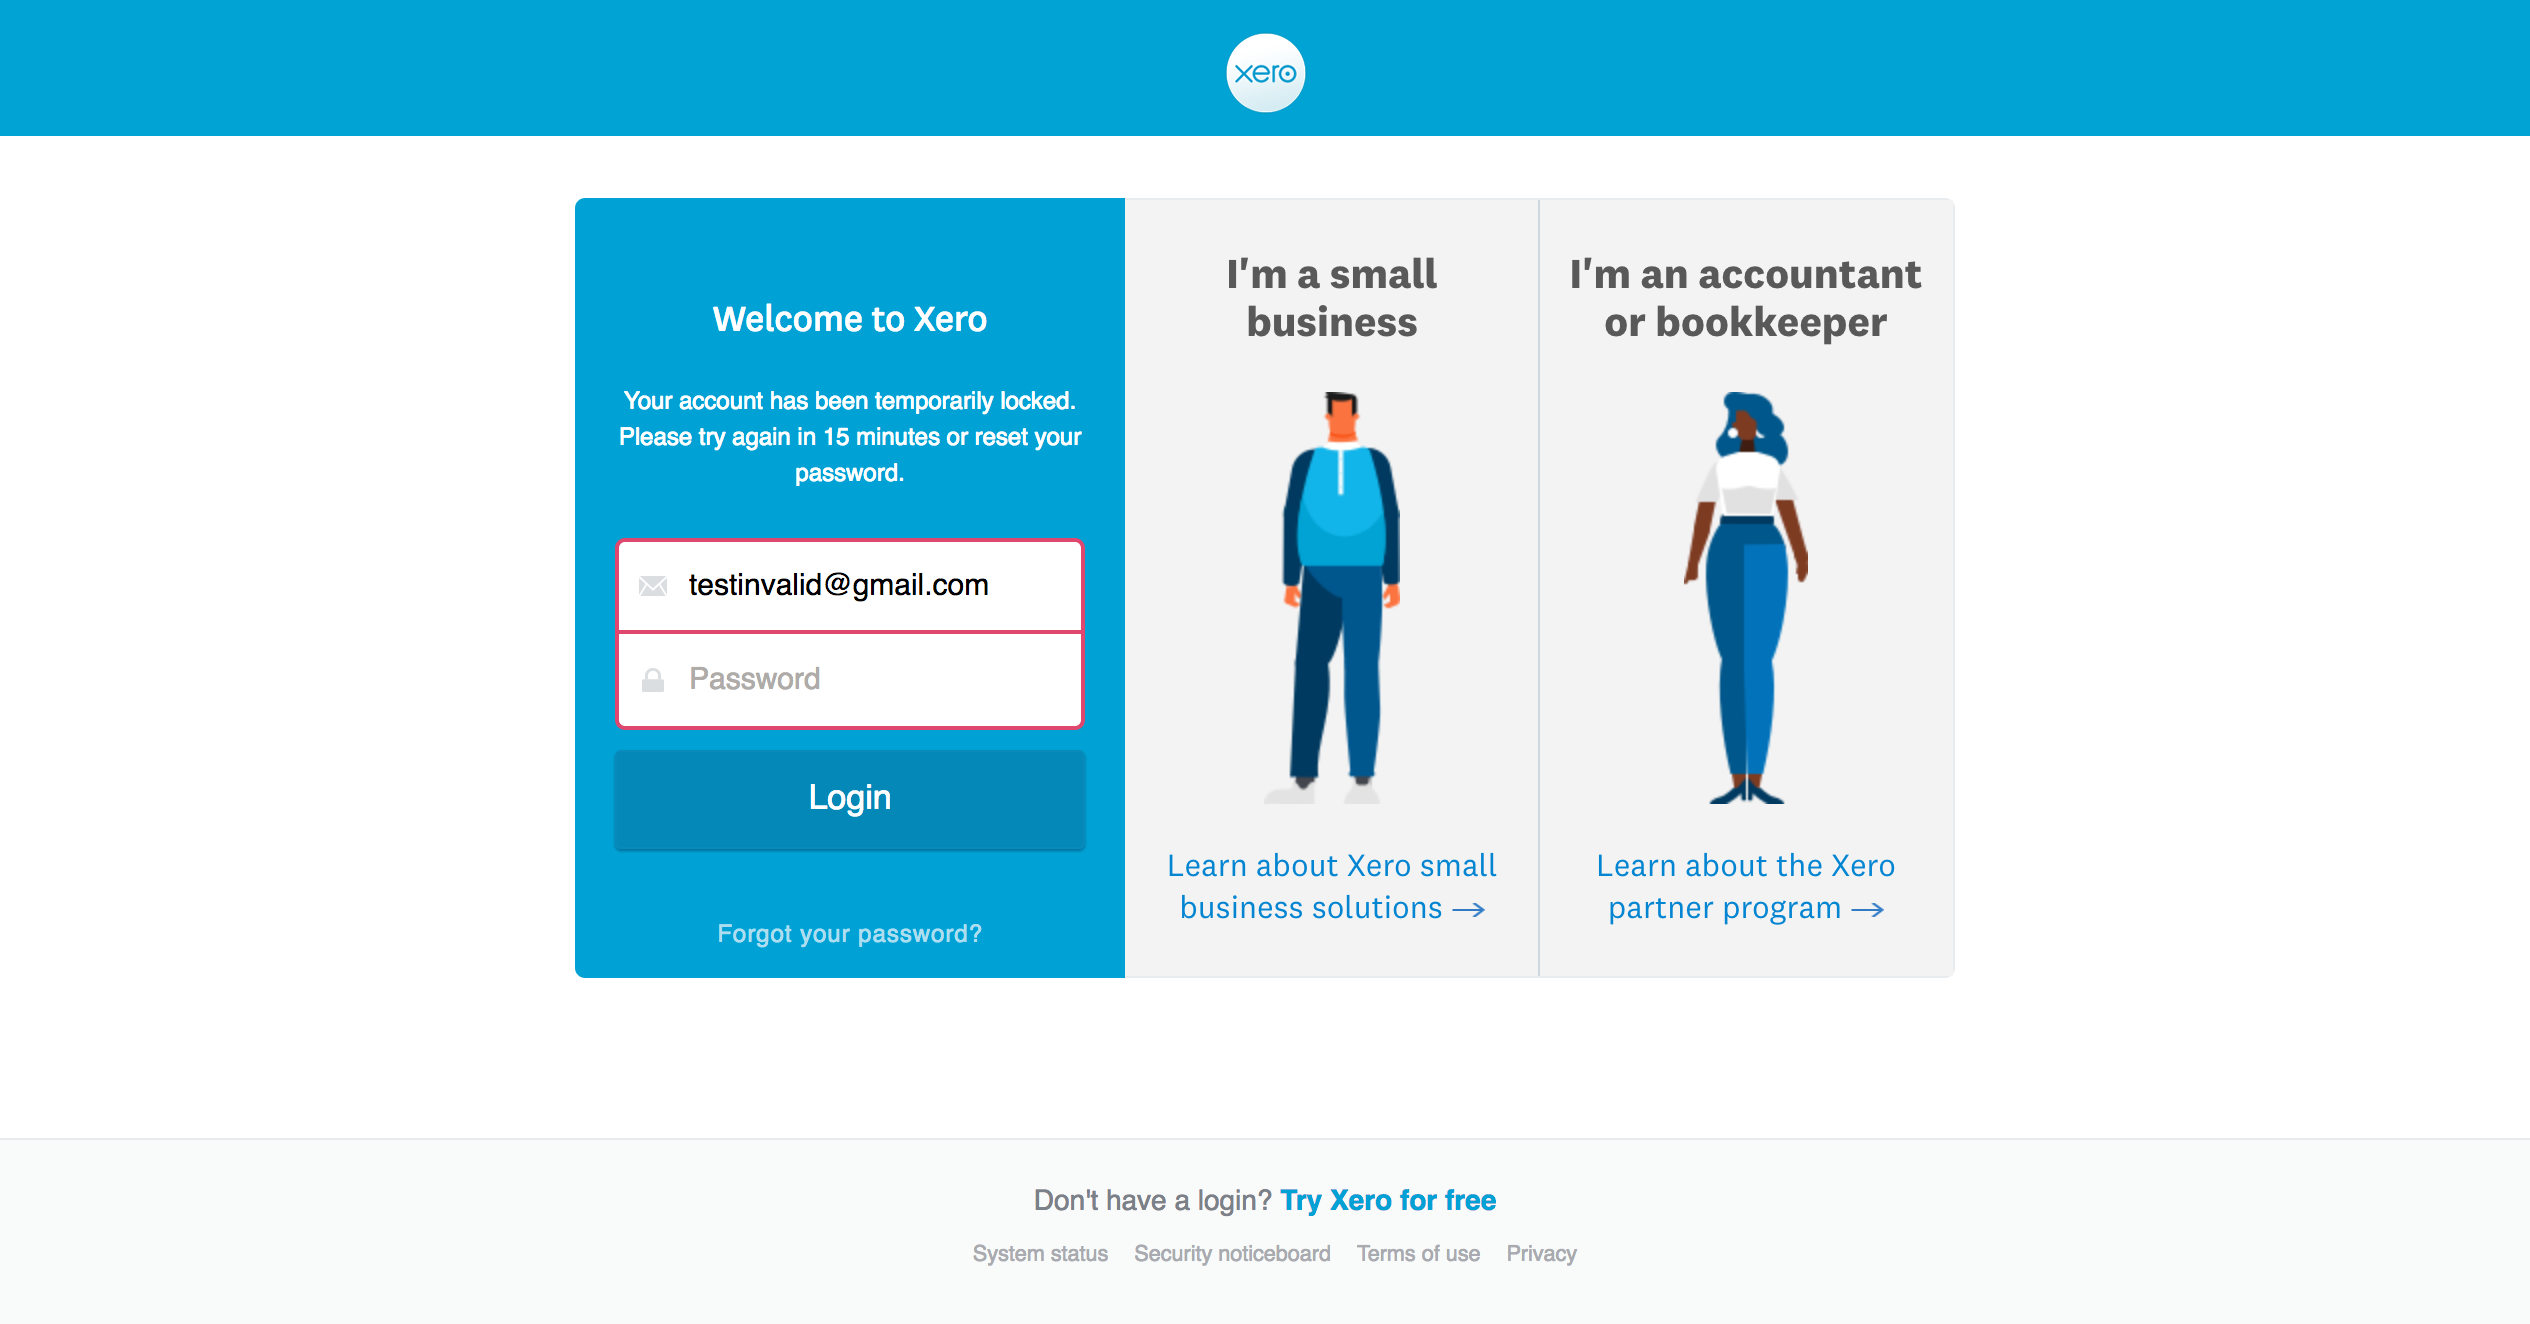 xero
Welcome to Xero
Your account has been temporarily locked.
Please try again in 15 minutes or reset your
password.
testinvalid@gmail.com
Password
Login
Forgot your password?
I'm a small
business
Learn about Xero small
business solutions →
I'm an accountant
or bookkeeper
Learn about the Xero
partner program →
Don't have a login? Try Xero for free
System status Security noticeboard Terms of use Privacy